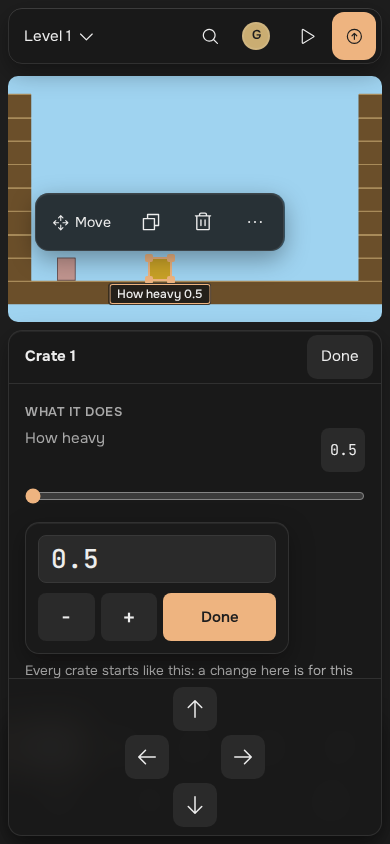 Level 1
G
Move
How heavy 0.5
Crate 1
Done
WHAT IT DOES
How heavy
0.5
0.5
- + Done
Every crate starts like this: a change here is for this